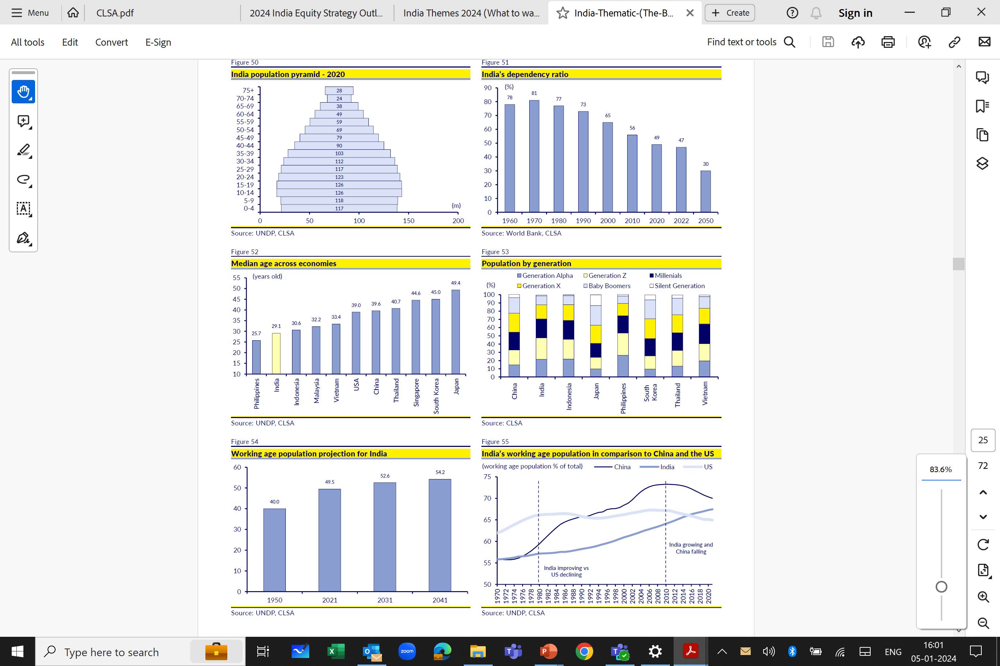 Menu
CLSA.pdf
2024 India Equity Strategy Outl...
India Themes 2024 (What to wa...
India-Thematic-(The-B...
Create
Sign in
All tools
Edit
Convert
E-Sign
Find text or tools
Figure 50
India population pyramid - 2020
75+
70-74
65-69
60-64
55-59
50-54
45-49
40-44
35-39
30-34
25-29
20-24
15-19
10-14
5-9
0-4
28
24
38
49
59
69
79
90
103
112
117
123
126
126
118
117
(m)
0 50 100 150 200
Source: UNDP, CLSA
Figure 51
India's dependency ratio
(%)
90
80
70
60
50
40
30
20
10
0
78 81 77 73 65 56 49 47 30
1960 1970 1980 1990 2000 2010 2020 2022 2050
Source: World Bank, CLSA
Figure 52
Median age across economies
(years old)
55
50
45
40
35
30
25
20
15
10
25.7 29.1 30.6 32.2 33.4 39.0 39.6 40.7 44.6 45.0 49.4
Philippines
India
Indonesia
Malaysia
Vietnam
USA
China
Thailand
Singapore
South Korea
Japan
Source: UNDP, CLSA
Figure 53
Population by generation
Generation Alpha Generation Z Millenials
Generation X Baby Boomers Silent Generation
(%)
100
90
80
70
60
50
40
30
20
10
0
China
India
Indonesia
Japan
Philippines
South
Korea
Thailand
Vietnam
Source: CLSA
Figure 54
Working age population projection for India
60
50
40
30
20
10
0
40.0 49.5 52.6 54.2
1950 2021 2031 2041
Source: UNDP, CLSA
Figure 55
India's working age population in comparison to China and the US
(working age population % of total) China India US
75
70
65
60
55
50
India improving vs
US declining
India growing and
China falling
1970 1972 1974 1976 1978 1980 1982 1984 1986 1988 1990 1992 1994 1996 1998 2000 2002 2004 2006 2008 2010 2012 2014 2016 2018 2020
Source: UNDP, CLSA
25
72
83.6%
Type here to search
zoom
ENG
16:01
05-01-2024